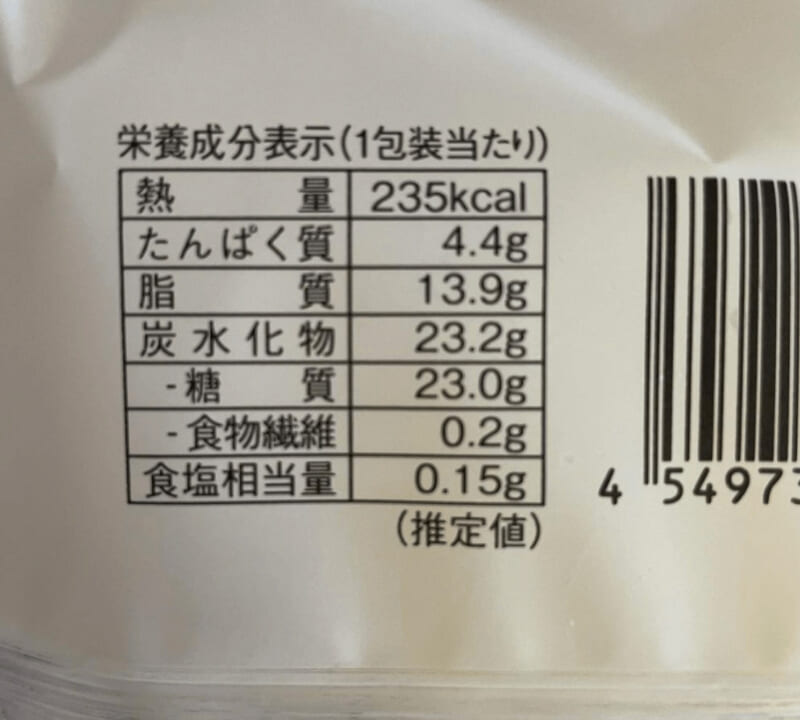 栄養成分表示(1包装当たり)
熱量 235kcal
たんぱく質 4.4g
脂質 13.9g
炭水化物 23.2g
-糖質 23.0g
-食物繊維 0.2g
食塩相当量 0.15g
(推定値)
4 54973